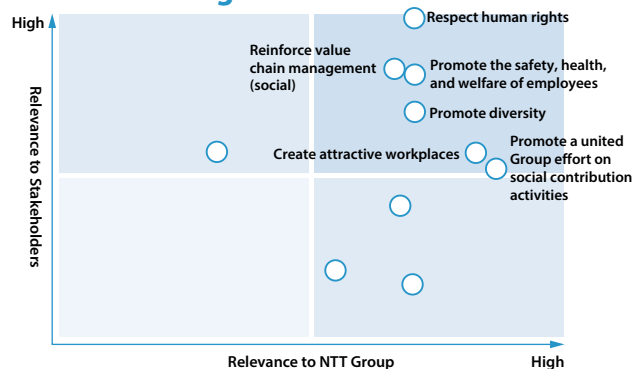 High
Respect human rights
Reinforce value
chain management
(social)
Promote the safety, health,
and welfare of employees
Promote diversity
Create attractive workplaces
Promote a united
Group effort on
social contribution
activities
Relevance to Stakeholders
Relevance to NTT Group
High